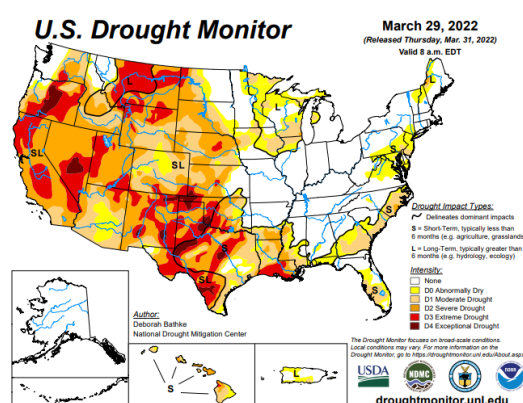 U.S. Drought Monitor
March 29, 2022
(Released Thursday, Mar. 31, 2022)
Valid 8 a.m. EDT
L
L
S
SL
SL
S
SL
S
Drought Impact Types:
Delineates dominant impacts
S = Short-Term, typically less than
6 months (e.g. agriculture, grasslands
L = Long-Term, typically greater than
6 months (e.g. hydrology, ecology)
Intensity:
None
D0 Abnormally Dry
D1 Moderate Drought
D2 Severe Drought
D3 Extreme Drought
D4 Exceptional Drought
Author:
Deborah Bathke
National Drought Mitigation Center
S
L
The Drought Monitor focuses on broad-scale conditions.
Local conditions may vary. For more information on the
Drought Monitor, go to https://droughtmonitor.unl.edu/About.aspx
USDA
NDMC
NOAA
droughtmonitor.unl.edu